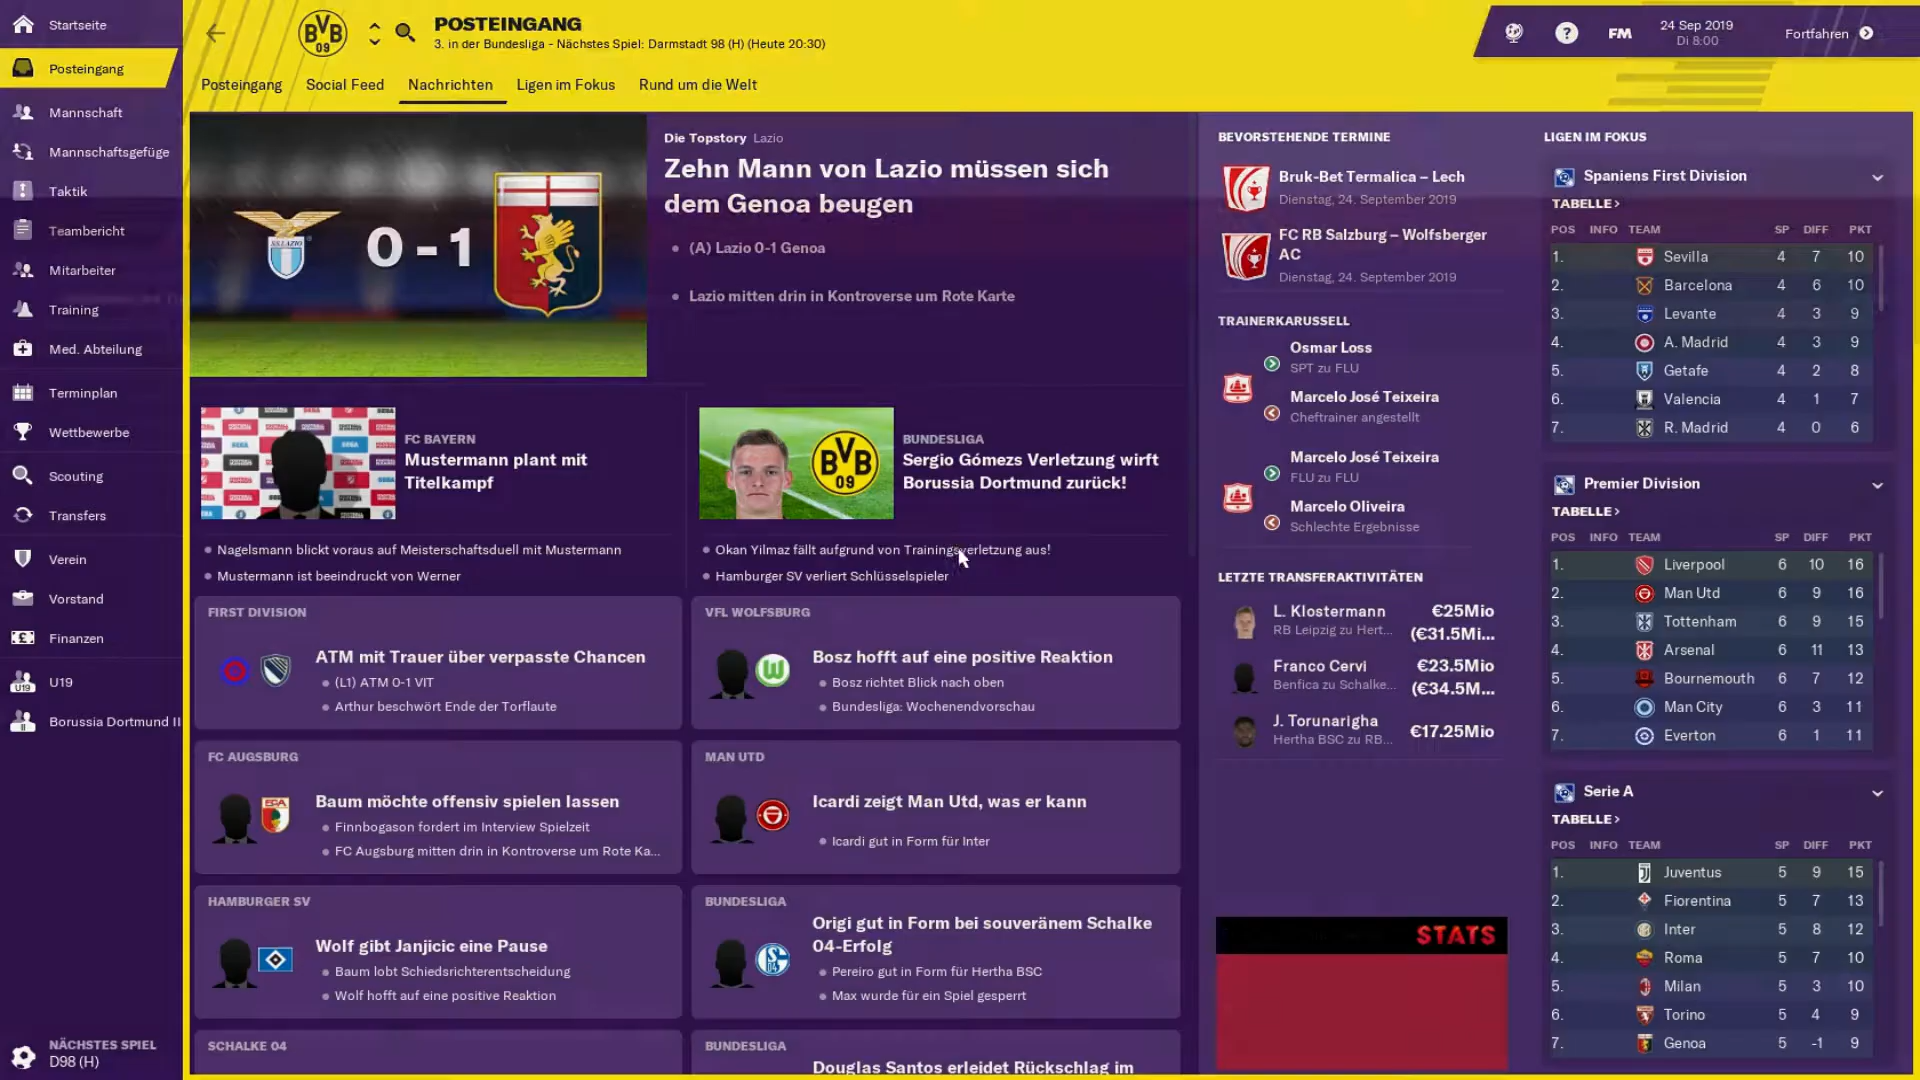 Startseite
Posteingang
Mannschaft
Mannschaftsgefüge
Taktik
Teambericht
Mitarbeiter
Training
Med. Abteilung
Terminplan
Wettbewerbe
Scouting
Transfers
Verein
Vorstand
Finanzen
U19
Borussia Dortmund II
NÄCHSTES SPIEL
D98 (H)
POSTEINGANG
3. in der Bundesliga - Nächstes Spiel: Darmstadt 98 (H) (Heute 20:30)
FM
24 Sep 2019
Di 8:00
Fortfahren
Posteingang Social Feed Nachrichten Ligen im Fokus Rund um die Welt
0 - 1
Die Topstory Lazio
Zehn Mann von Lazio müssen sich
dem Genoa beugen
(A) Lazio 0-1 Genoa
Lazio mitten drin in Kontroverse um Rote Karte
FC BAYERN
Mustermann plant mit
Titelkampf
Nagelsmann blickt voraus auf Meisterschaftsduell mit Mustermann
Mustermann ist beeindruckt von Werner
BVB
09
BUNDESLIGA
Sergio Gómezs Verletzung wirft
Borussia Dortmund zurück!
Okan Yilmaz fällt aufgrund von Trainingsverletzung aus!
Hamburger SV verliert Schlüsselspieler
FIRST DIVISION
ATM mit Trauer über verpasste Chancen
(L1) ATM 0-1 VIT
Arthur beschwört Ende der Torflaute
VFL WOLFSBURG
Bosz hofft auf eine positive Reaktion
Bosz richtet Blick nach oben
Bundesliga: Wochenendvorschau
FC AUGSBURG
Baum möchte offensiv spielen lassen
Finnbogason fordert im Interview Spielzeit
FC Augsburg mitten drin in Kontroverse um Rote Ka...
MAN UTD
Icardi zeigt Man Utd, was er kann
Icardi gut in Form für Inter
HAMBURGER SV
Wolf gibt Janjicic eine Pause
Baum lobt Schiedsrichterentscheidung
Wolf hofft auf eine positive Reaktion
BUNDESLIGA
Origi gut in Form bei souveränem Schalke
04-Erfolg
Pereiro gut in Form für Hertha BSC
Max wurde für ein Spiel gesperrt
SCHALKE 04
BUNDESLIGA
Douglas Santos erleidet Rückschlag im
BEVORSTEHENDE TERMINE
Bruk-Bet Termalica – Lech
Dienstag, 24. September 2019
FC RB Salzburg – Wolfsberger
AC
Dienstag, 24. September 2019
TRAINERKARUSSELL
Osmar Loss
SPT zu FLU
Marcelo José Teixeira
Cheftrainer angestellt
Marcelo José Teixeira
FLU zu FLU
Marcelo Oliveira
Schlechte Ergebnisse
LETZTE TRANSFERAKTIVITÄTEN
L. Klostermann €25Mio
RB Leipzig zu Hert... (€31.5Mi...
Franco Cervi €23.5Mio
Benfica zu Schalke... (€34.5M...
J. Torunarigha €17.25Mio
Hertha BSC zu RB...
STATS
LIGEN IM FOKUS
Spaniens First Division
TABELLE >
POS INFO TEAM SP DIFF PKT
1. Sevilla 4 7 10
2. Barcelona 4 6 10
3. Levante 4 3 9
4. A. Madrid 4 3 9
5. Getafe 4 2 8
6. Valencia 4 1 7
7. R. Madrid 4 0 6
Premier Division
TABELLE >
POS INFO TEAM SP DIFF PKT
1. Liverpool 6 10 16
2. Man Utd 6 9 16
3. Tottenham 6 9 15
4. Arsenal 6 11 13
5. Bournemouth 6 7 12
6. Man City 6 3 11
7. Everton 6 1 11
Serie A
TABELLE >
POS INFO TEAM SP DIFF PKT
1. Juventus 5 9 15
2. Fiorentina 5 7 13
3. Inter 5 8 12
4. Roma 5 7 10
5. Milan 5 3 10
6. Torino 5 4 9
7. Genoa 5 -1 9